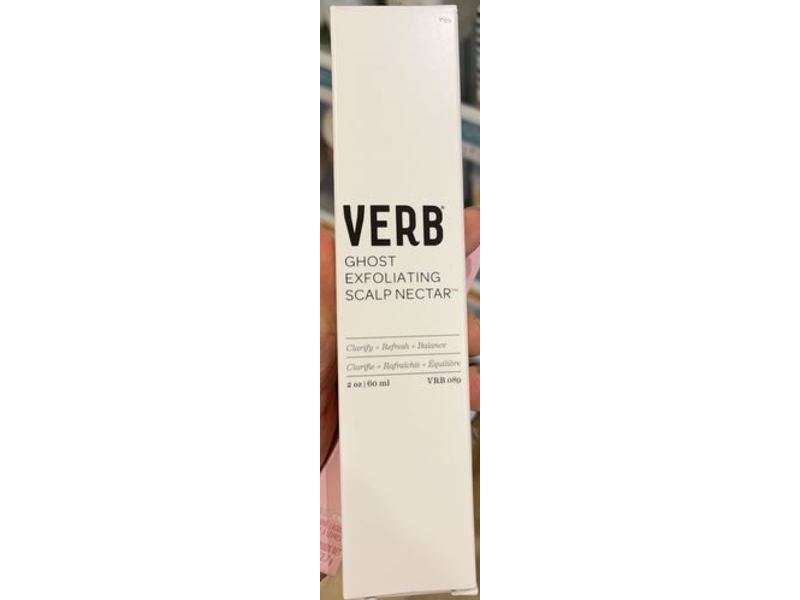 VERB
GHOST
EXFOLIATING
SCALP NECTAR™
Clarify + Refresh + Balance
Clarifie + Rafraîchit + Équilibre
2 oz | 60 ml VRB 089